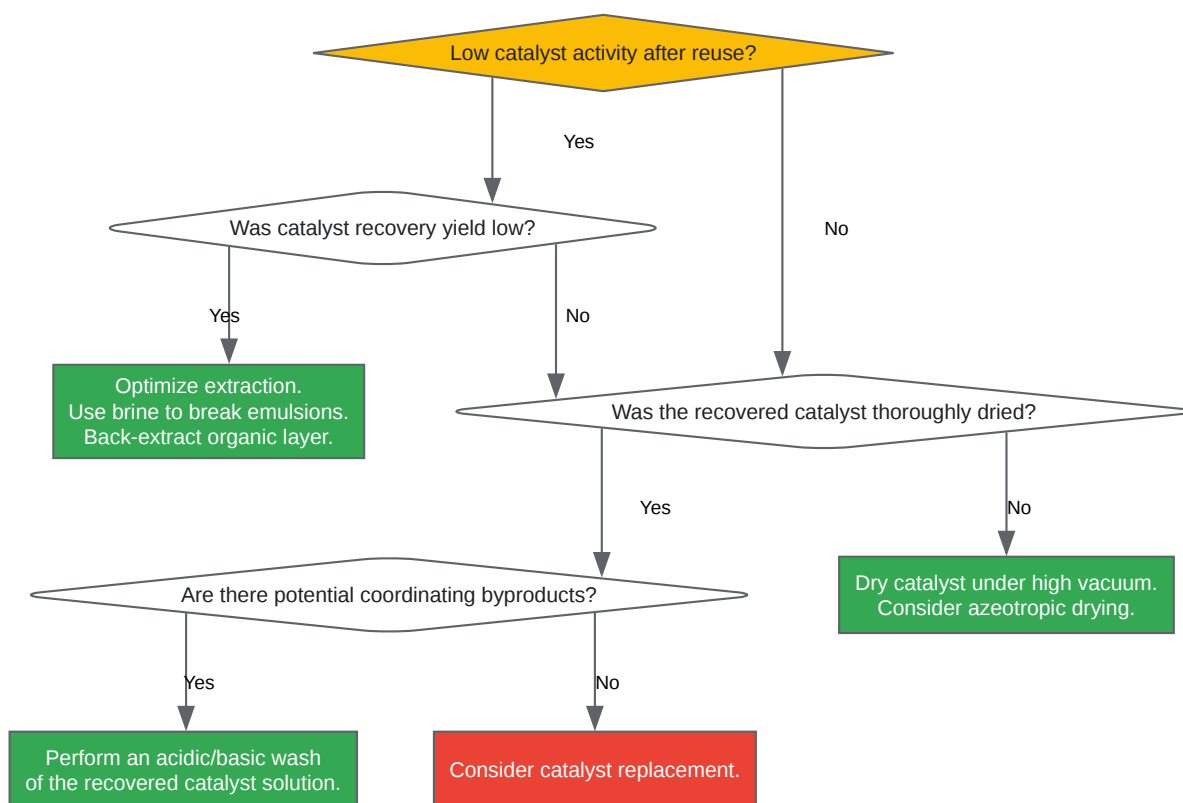 Low catalyst activity after reuse?
Yes
Was catalyst recovery yield low?
No
Yes
No
Optimize extraction.
Use brine to break emulsions.
Back-extract organic layer.
Was the recovered catalyst thoroughly dried?
Yes
No
Are there potential coordinating byproducts?
Dry catalyst under high vacuum.
Consider azeotropic drying.
Yes
No
Perform an acidic/basic wash
of the recovered catalyst solution.
Consider catalyst replacement.